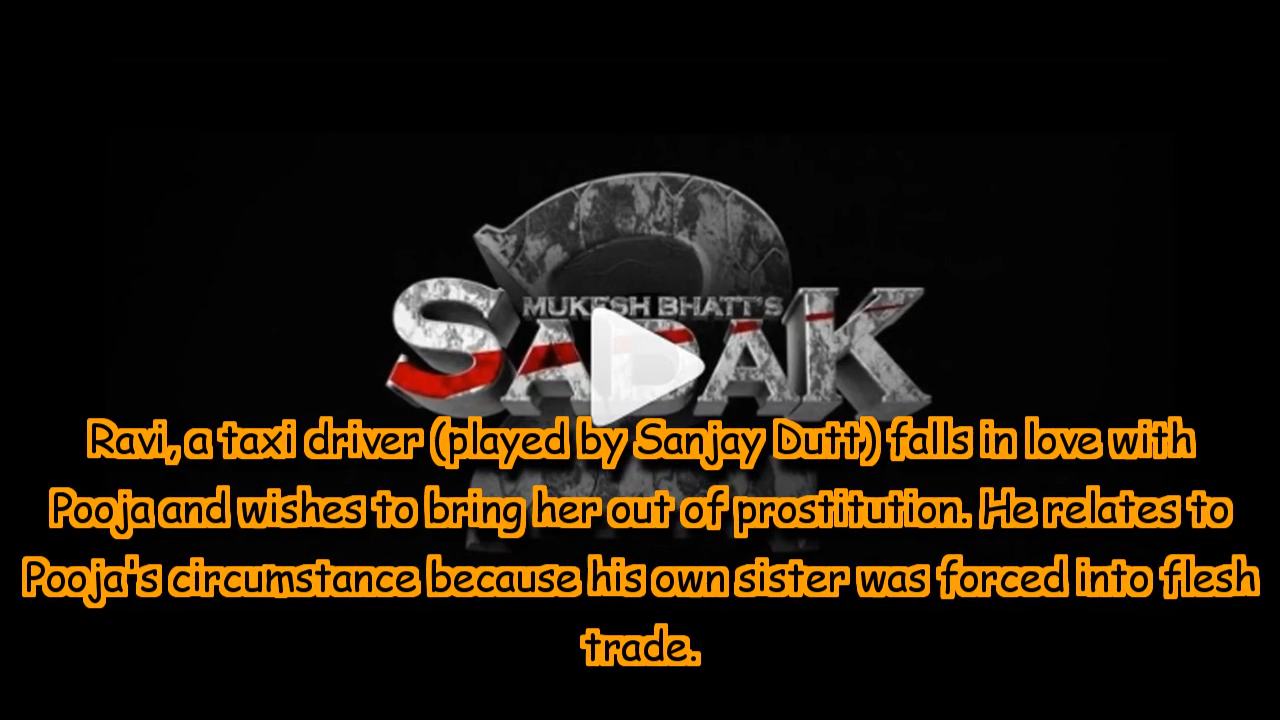 2
MUKESH BHATT'S
SADAK
Ravi, a taxi driver (played by Sanjay Dutt) falls in love with
Pooja and wishes to bring her out of prostitution. He relates to
Pooja's circumstance because his own sister was forced into flesh
trade.